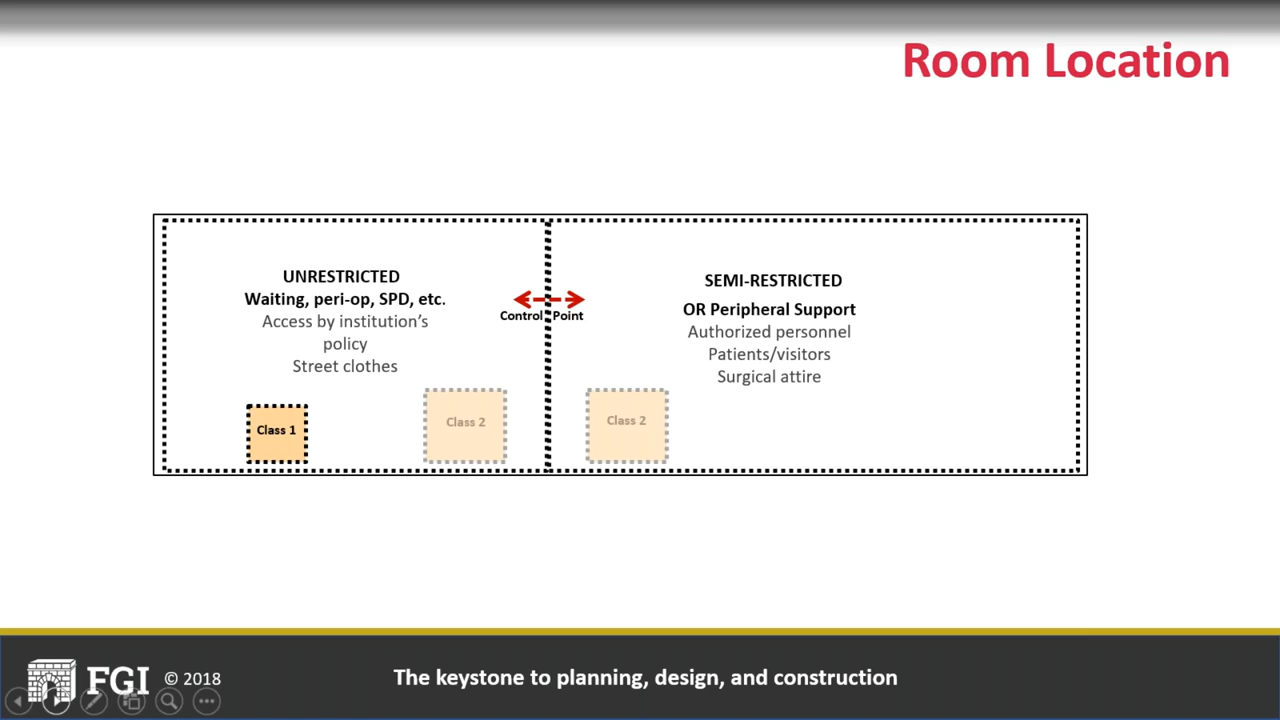 Room Location
UNRESTRICTED
Waiting, peri-op, SPD, etc.
Access by institution's
policy
Street clothes
Control Point
SEMI-RESTRICTED
OR Peripheral Support
Authorized personnel
Patients/visitors
Surgical attire
Class 1
Class 2
Class 2
FGI © 2018
The keystone to planning, design, and construction